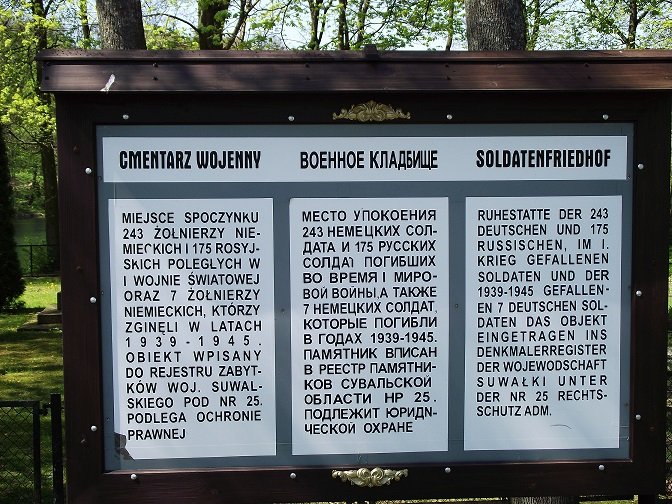 CMENTARZ WOJENNY
MIEJSCE SPOCZYNKU
243 ŻOŁNIERZY NIE-
MIECKICH I 175 ROSYJ-
SKICH POLEGŁYCH W
I WOJNIE ŚWIATOWEJ
ORAZ 7 ŻOŁNIERZY
NIEMIECKICH, KTÓRZY
ZGINĘLI W LATACH
1939-1945.
OBIEKT WPISANY
DO REJESTRU ZABYT-
KÓW WOJ. SUWAL-
SKIEGO POD NR 25.
PODLEGA OCHRONIE
PRAWNEJ
ВОЕННОЕ КЛАДБИЩЕ
МЕСТО УПОКОЕНИЯ
243 НЕМЕЦКИХ СОЛ-
ДАТА И 175 РУССКИХ
СОЛДАТ ПОГИБШИХ
ВО ВРЕМЯ I МИРО-
ВОЙ ВОЙНЫ,А ТАКЖЕ
7 НЕМЕЦКИХ СОЛДАТ,
КОТОРЫЕ ПОГИБЛИ
В ГОДАХ 1939-1945.
ПАМЯТНИК ВПИСАН
В РЕЕСТР ПАМЯТНИ-
КОВ СУВАЛЬСКОЙ
ОБЛАСТИ НР 25.
ПОДЛЕЖИТ ЮРИДИ-
ЧЕСКОЙ ОХРАНЕ
SOLDATENFRIEDHOF
RUHESTATTE DER 243
DEUTSCHEN UND 175
RUSSISCHEN, IM I.
KRIEG GEFALLENEN
SOLDATEN UND DER
1939-1945 GEFALLEN-
EN 7 DEUTSCHEN SOL-
DATEN DAS OBJEKT
EINGETRAGEN INS
DENKMALERREGISTER
DER WOJEWODSCHAFT
SUWAŁKI UNTER
DER NR 25 RECHTS-
SCHUTZ ADM.